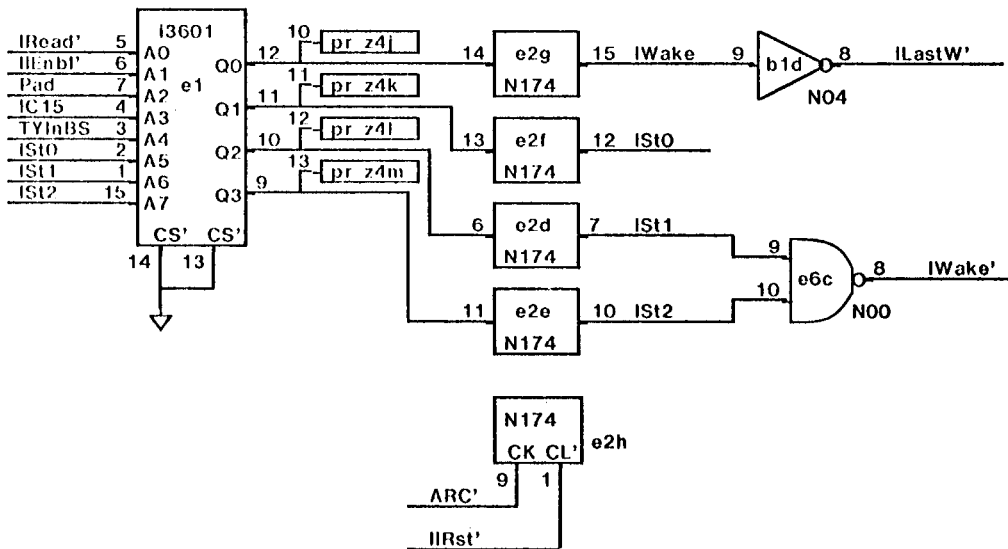 I3601
e1
IRead' 5 A0
IIEnbl' 6 A1
Pad 7 A2
IC15 4 A3
TYInBS 3 A4
ISt0 2 A5
ISt1 1 A6
ISt2 15 A7
Q0 12
Q1 11
Q2 10
Q3 9
CS' CS'
14 13
10 pr z4j
11 pr z4k
12 pr z4l
13 pr z4m
14 e2g 15 IWake 9 b1d 8 ILastW'
N174
N04
13 e2f 12 ISt0
N174
6 e2d 7 ISt1
N174
9
10 e6c 8 IWake'
N00
11 e2e 10 ISt2
N174
N174
e2h
CK CL'
9 1
ARC'
IIRst'